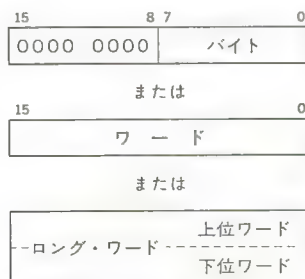 15 8 7 0
0000 0000 バイト
または
15 0
ワード
または
上位ワード
ロング・ワード
下位ワード